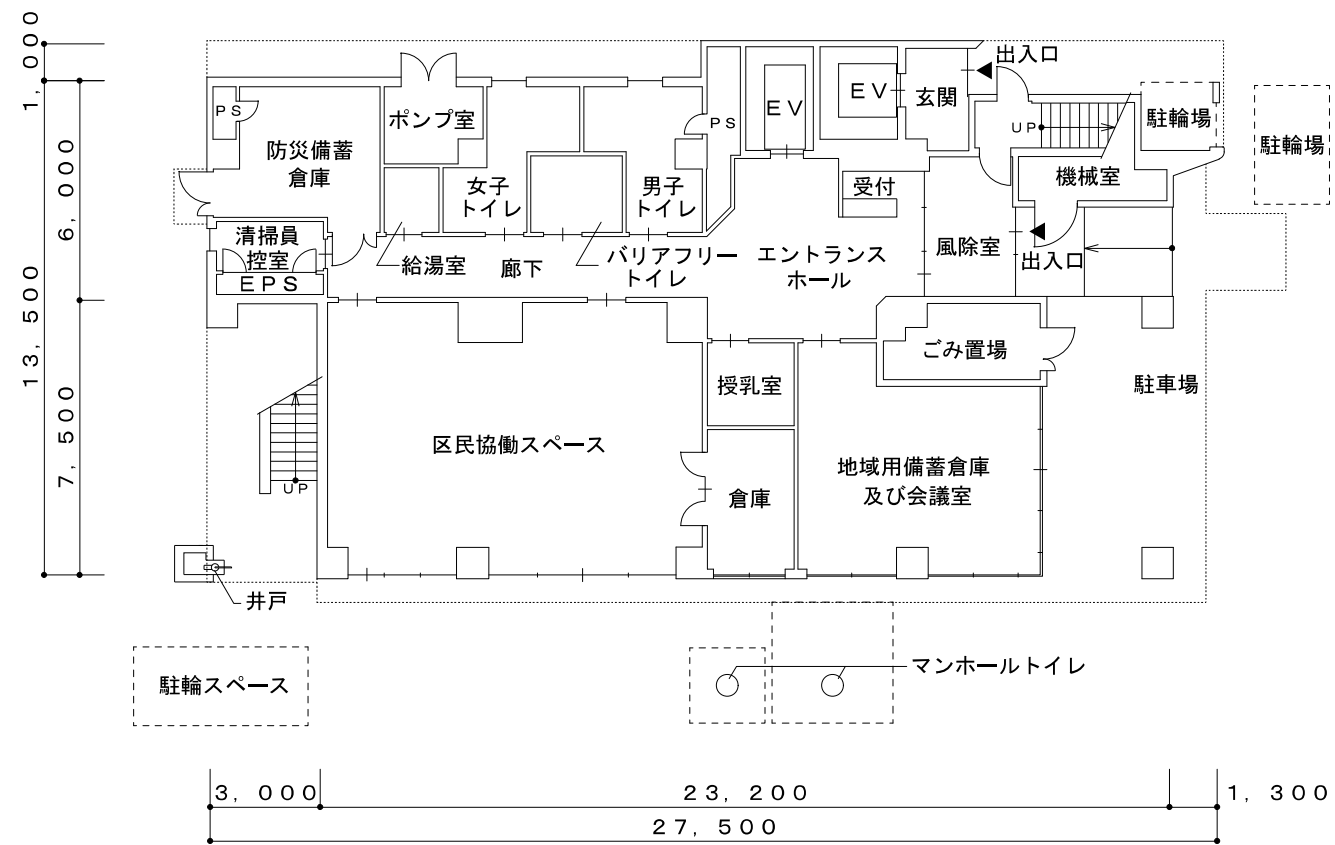 出入口
EV
EV
玄関
PS
ポンプ室
PS
UP
駐輪場
駐輪場
防災備蓄
倉庫
女子
トイレ
男子
トイレ
受付
機械室
清掃員
控室
EPS
給湯室
廊下
バリアフリー
トイレ
エントランス
ホール
風除室
出入口
ごみ置場
授乳室
駐車場
区民協働スペース
地域用備蓄倉庫
及び会議室
倉庫
UP
井戸
駐輪スペース
マンホールトイレ
1,000
6,000
13,500
7,500
3,000
23,200
1,300
27,500